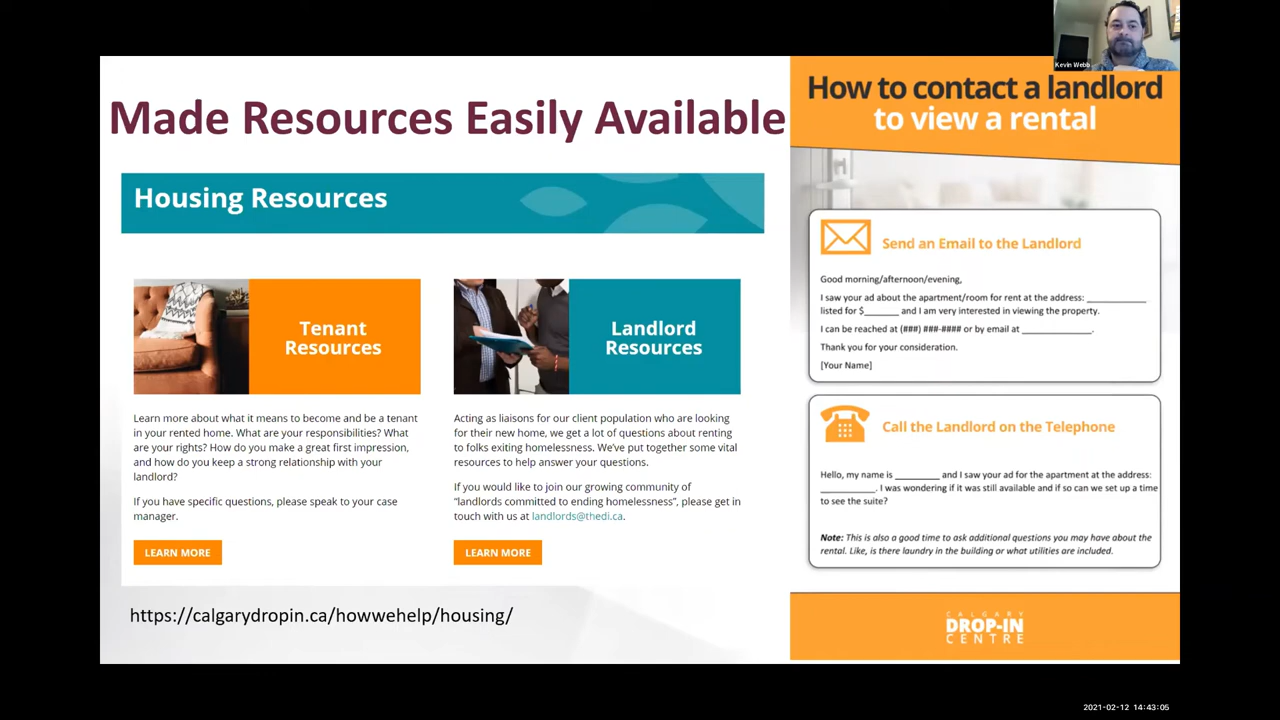 Kevin Webb
Made Resources Easily Available
Housing Resources
Tenant
Resources
Learn more about what it means to become and be a tenant
in your rented home. What are your responsibilities? What
are your rights? How do you make a great first impression,
and how do you keep a strong relationship with your
landlord?
If you have specific questions, please speak to your case
manager.
LEARN MORE
Landlord
Resources
Acting as liaisons for our client population who are looking
for their new home, we get a lot of questions about renting
to folks exiting homelessness. We've put together some vital
resources to help answer your questions.
If you would like to join our growing community of
"landlords committed to ending homelessness", please get in
touch with us at landlords@thedi.ca.
LEARN MORE
https://calgarydropin.ca/howwehelp/housing/
How to contact a landlord
to view a rental
Send an Email to the Landlord
Good morning/afternoon/evening,
I saw your ad about the apartment/room for rent at the address: ___________
listed for $_______ and I am very interested in viewing the property.
I can be reached at (###) ###-#### or by email at _____________.
Thank you for your consideration.
[Your Name]
Call the Landlord on the Telephone
Hello, my name is _________ and I saw your ad for the apartment at the address:
___________. I was wondering if it was still available and if so can we set up a time
to see the suite?
Note: This is also a good time to ask additional questions you may have about the
rental. Like, is there laundry in the building or what utilities are included.
CALGARY
DROP-IN
CENTRE
2021-02-12 14:43:05